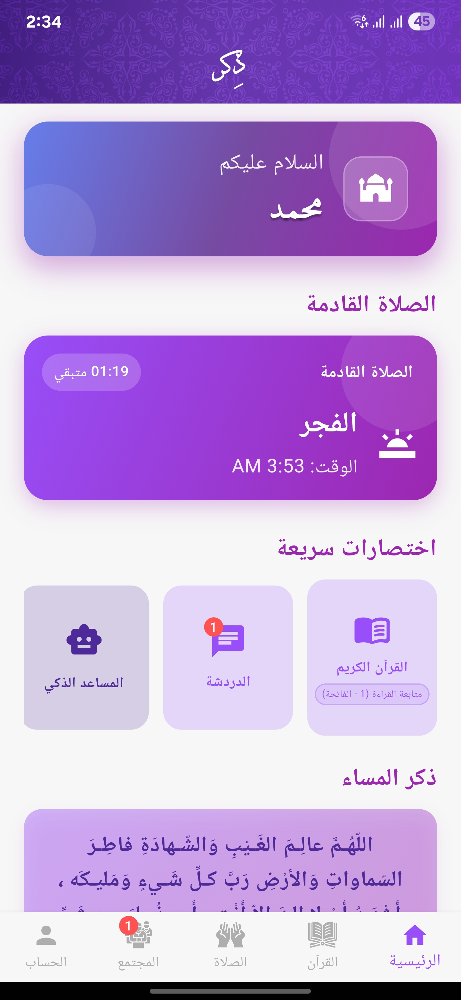 2:34
6
45
ذِكر
السلام عليكم
محمد
الصلاة القادمة
الصلاة القادمة
01:19 متبقي
الفجر
الوقت: 3:53 AM
اختصارات سريعة
القرآن الكريم
متابعة القراءة (1 - الفاتحة)
1
الدردشة
المساعد الذكي
ذكر المساء
اللّهُـمَّ عالِـمَ الغَـيْبِ وَالشّـهادَةِ فاطِـرَ
السّماواتِ وَالأرْضِ رَبَّ كـلِّ شَـيءٍ وَمَليـكَه ،
الرئيسية
القرآن
الصلاة
1
المجتمع
الحساب